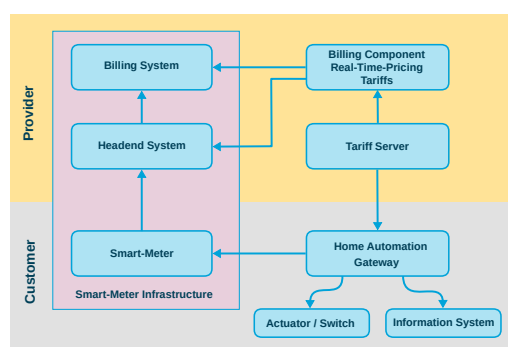 Provider
Billing System
Billing Component
Real-Time-Pricing
Tariffs
Headend System
Tariff Server
Customer
Smart-Meter
Home Automation
Gateway
Smart-Meter Infrastructure
Actuator / Switch
Information System